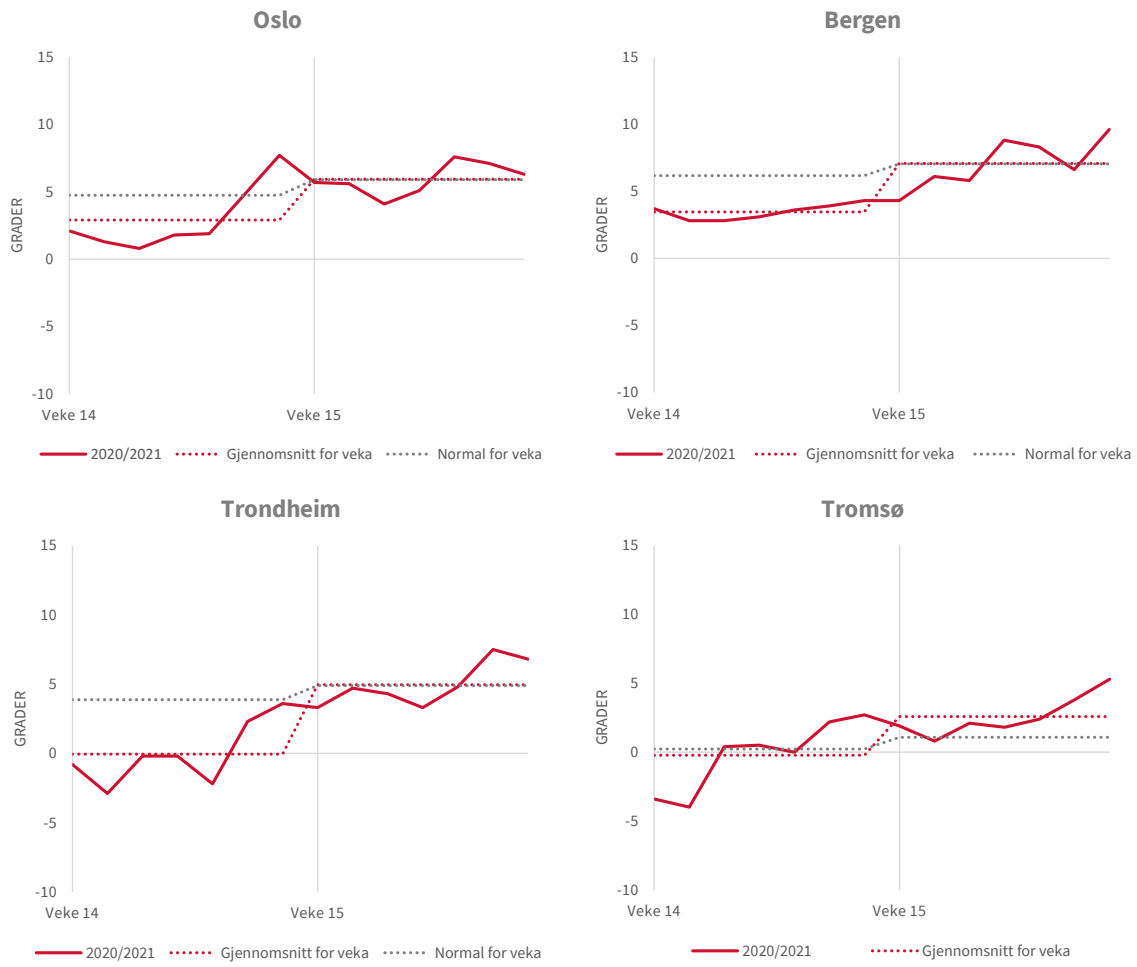 Oslo
15
10
5
0
-5
-10
GRADER
Veke 14
Veke 15
2020/2021
Gjennomsnitt for veka
Normal for veka
Bergen
15
10
5
0
-5
-10
GRADER
Veke 14
Veke 15
2020/2021
Gjennomsnitt for veka
Normal for veka
Trondheim
15
10
5
0
-5
-10
GRADER
Veke 14
Veke 15
2020/2021
Gjennomsnitt for veka
Normal for veka
Tromsø
15
10
5
0
-5
-10
GRADER
Veke 14
Veke 15
2020/2021
Gjennomsnitt for veka